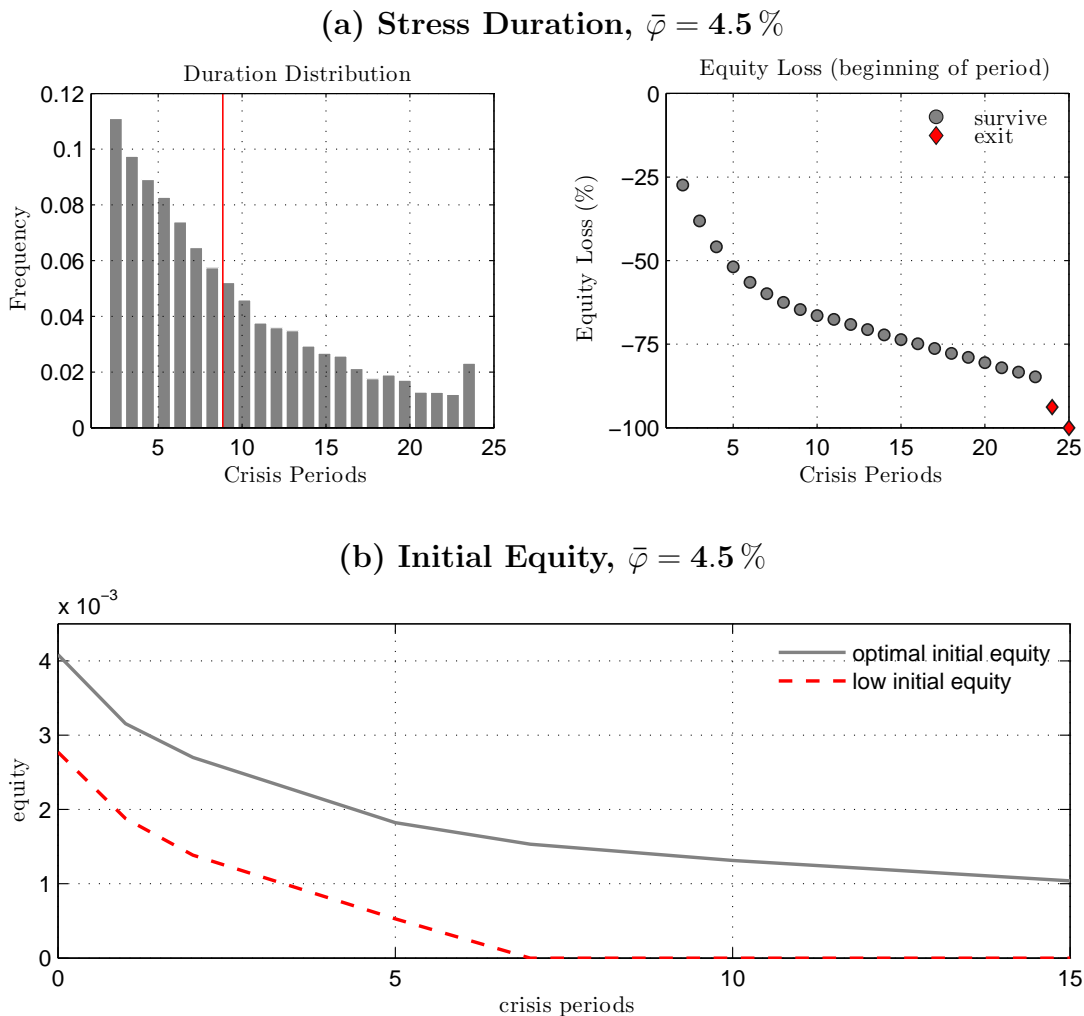 (a) Stress Duration, φ̄ = 4.5 %
Duration Distribution
0.12
0.1
0.08
0.06
0.04
0.02
0
Frequency
5
10
15
20
25
Crisis Periods
Equity Loss (beginning of period)
0
−25
−50
−75
−100
Equity Loss (%)
survive
exit
5
10
15
20
25
Crisis Periods
(b) Initial Equity, φ̄ = 4.5 %
x 10⁻³
4
3
2
1
0
equity
optimal initial equity
low initial equity
0
5
10
15
crisis periods